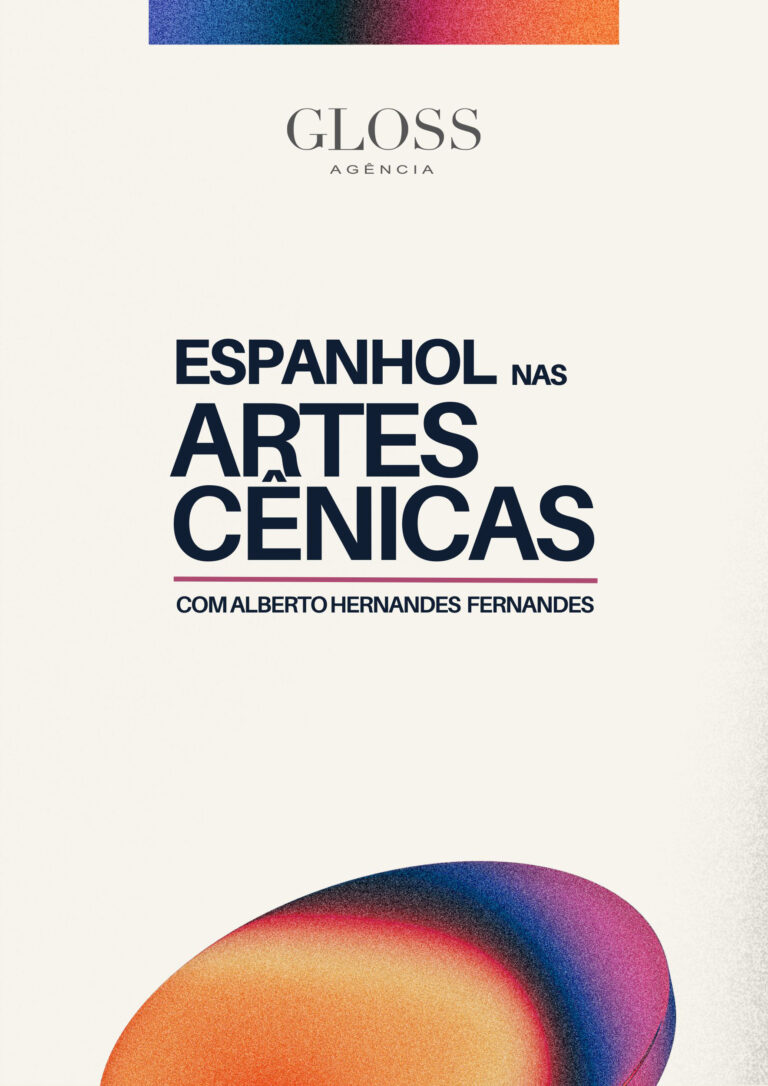 GLOSS
AGÊNCIA
ESPANHOL NAS
ARTES
CÊNICAS
COM ALBERTO HERNANDES FERNANDES